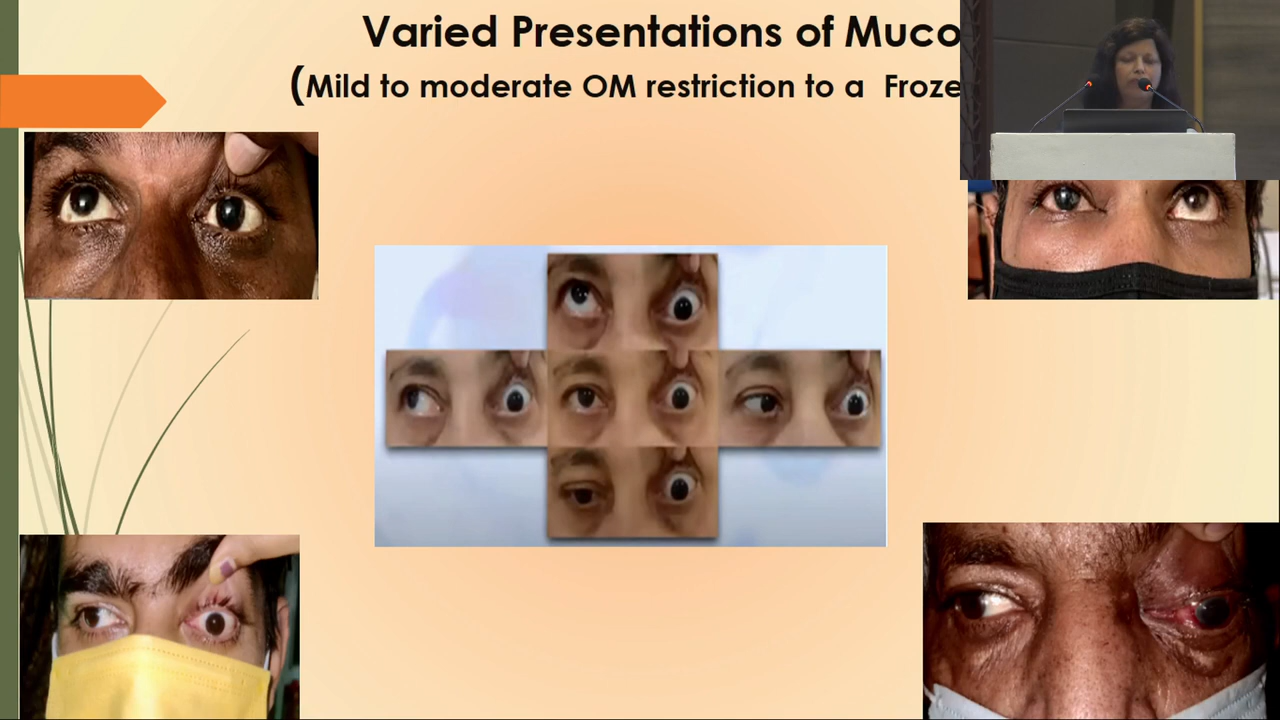 Varied Presentations of Muco
(Mild to moderate OM restriction to a Froze